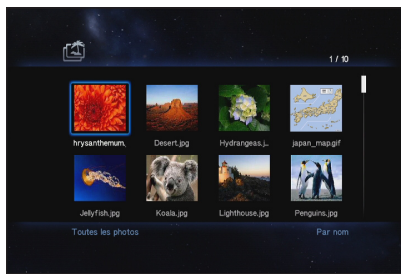 1 / 10
hrysanthemum.
Desert.jpg
Hydrangeas.j..
japan_map.gif
Jellyfish.jpg
Koala.jpg
Lighthouse.jpg
Penguins.jpg
Toutes les photos
Par nom